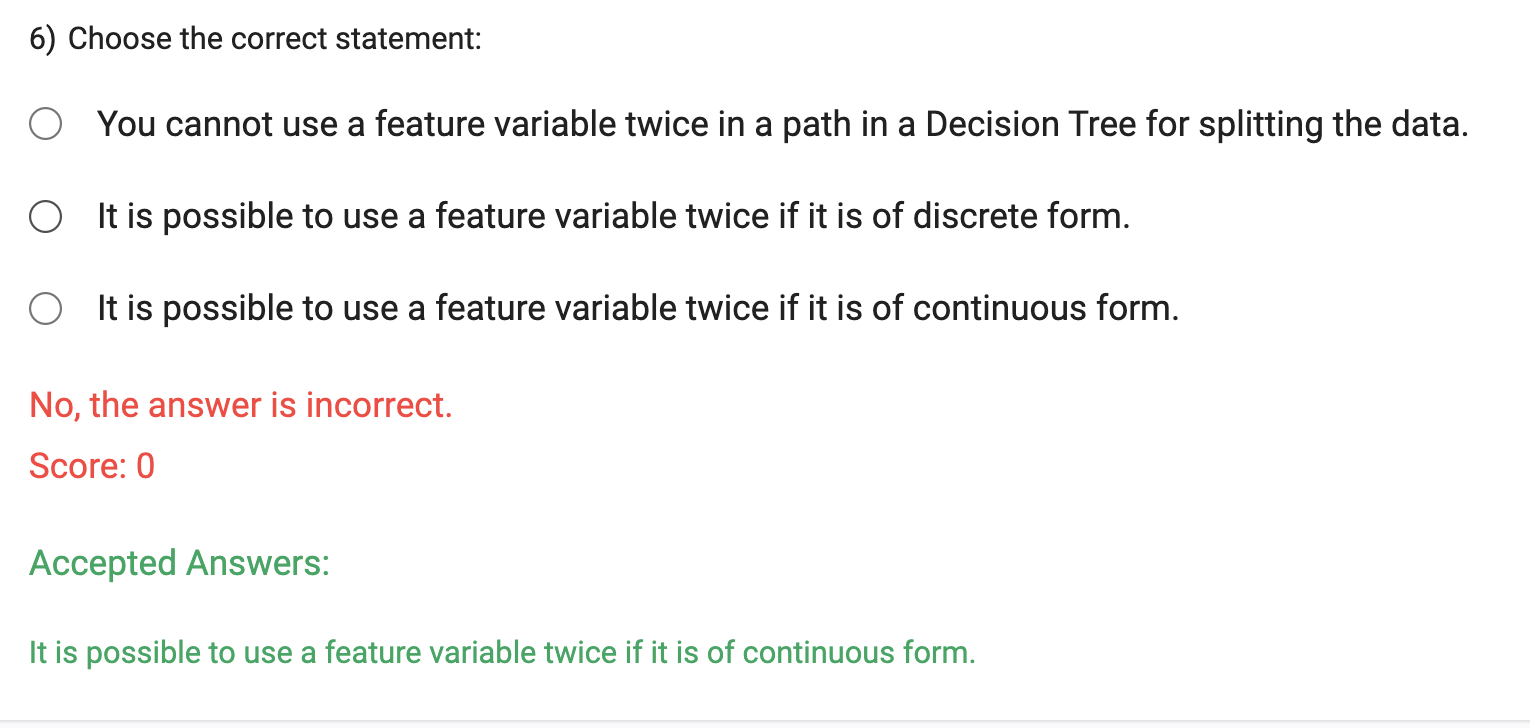 6) Choose the correct statement:
You cannot use a feature variable twice in a path in a Decision Tree for splitting the data.
It is possible to use a feature variable twice if it is of discrete form.
It is possible to use a feature variable twice if it is of continuous form.
No, the answer is incorrect.
Score: 0
Accepted Answers:
It is possible to use a feature variable twice if it is of continuous form.